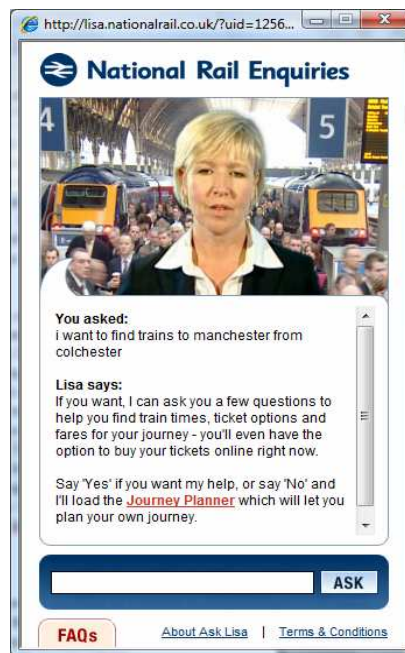 http://lisa.nationalrail.co.uk/?uid=1256...
National Rail Enquiries
4
5
You asked:
i want to find trains to manchester from
colchester
Lisa says:
If you want, I can ask you a few questions to
help you find train times, ticket options and
fares for your journey - you'll even have the
option to buy your tickets online right now.
Say 'Yes' if you want my help, or say 'No' and
I'll load the Journey Planner which will let you
plan your own journey.
ASK
FAQs
About Ask Lisa | Terms & Conditions